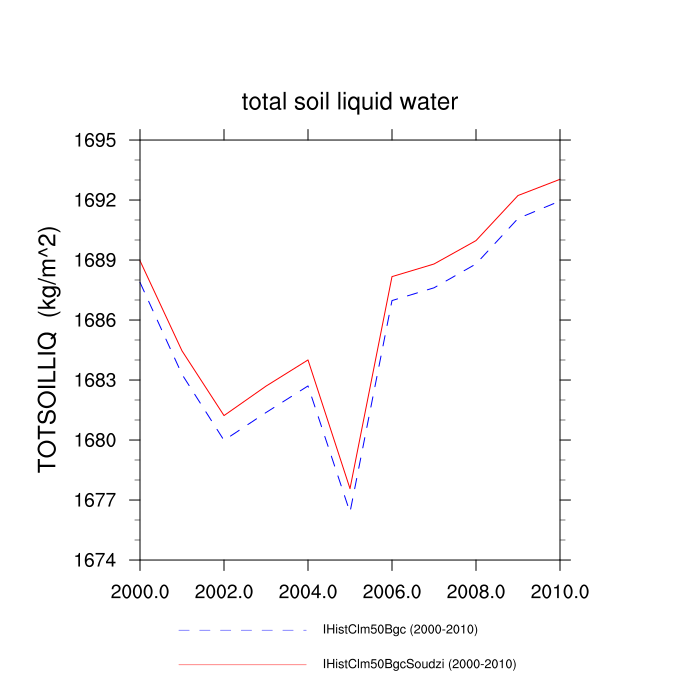 total soil liquid water
TOTSOILLIQ (kg/m^2)
1695
1692
1689
1686
1683
1680
1677
1674
2000.0 2002.0 2004.0 2006.0 2008.0 2010.0
IHistClm50Bgc (2000-2010)
IHistClm50BgcSoudzi (2000-2010)